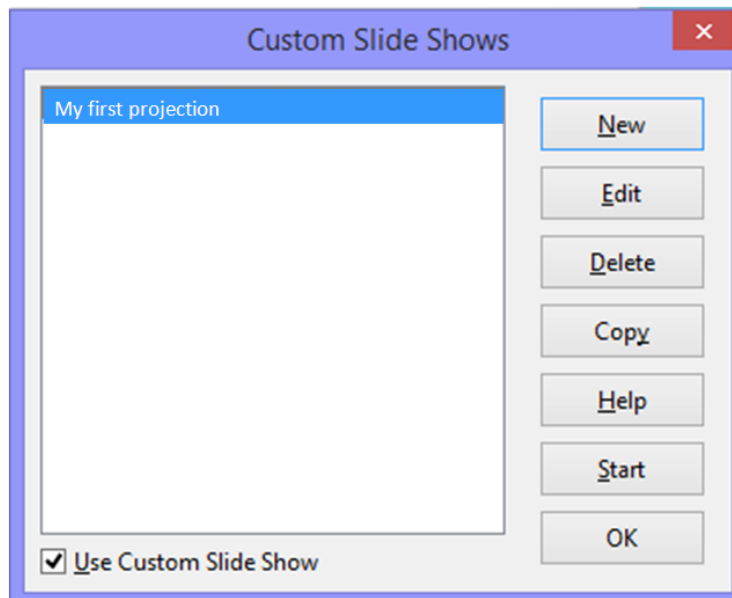 Custom Slide Shows
My first projection
New
Edit
Delete
Copy
Help
Start
OK
Use Custom Slide Show